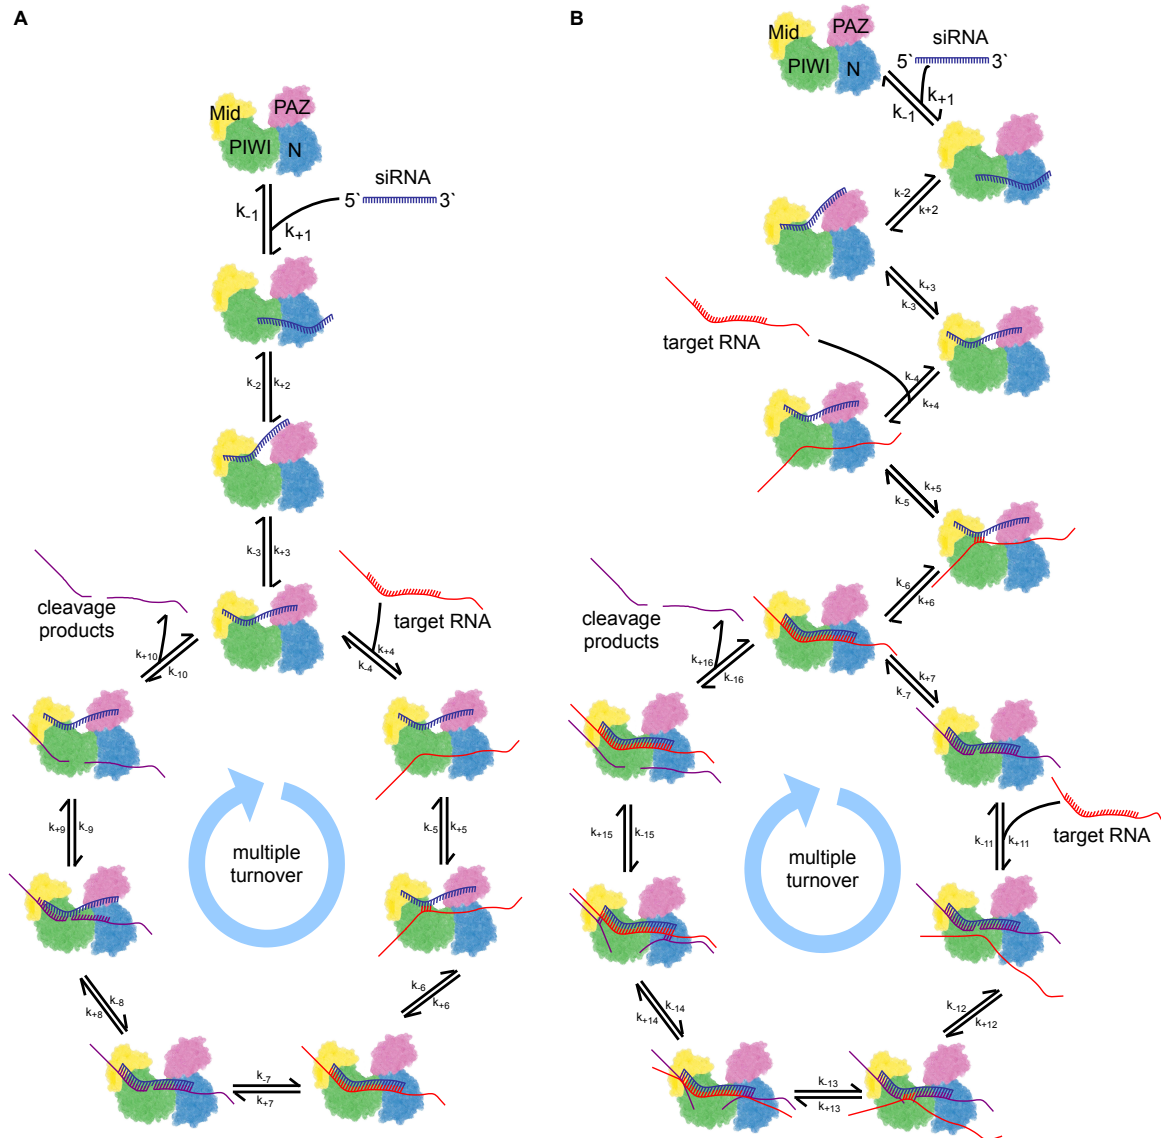 A
Mid
PAZ
PIWI
N
siRNA
5` 3`
k-1
k+1
k-2
k+2
k-3
k+3
cleavage
products
target RNA
k+10
k-10
k+4
k-4
k+9
k-9
k-5
k+5
multiple
turnover
k-8
k+8
k-6
k+6
k-7
k+7
B
Mid
PAZ
PIWI
N
siRNA
5` 3`
k+1
k-1
k-2
k+2
k+3
k-3
target RNA
k-4
k+4
k+5
k-5
k-6
k+6
cleavage
products
k+16
k-16
k+7
k-7
target RNA
k-11
k+11
k+15
k-15
multiple
turnover
k-14
k+14
k-12
k+12
k-13
k+13